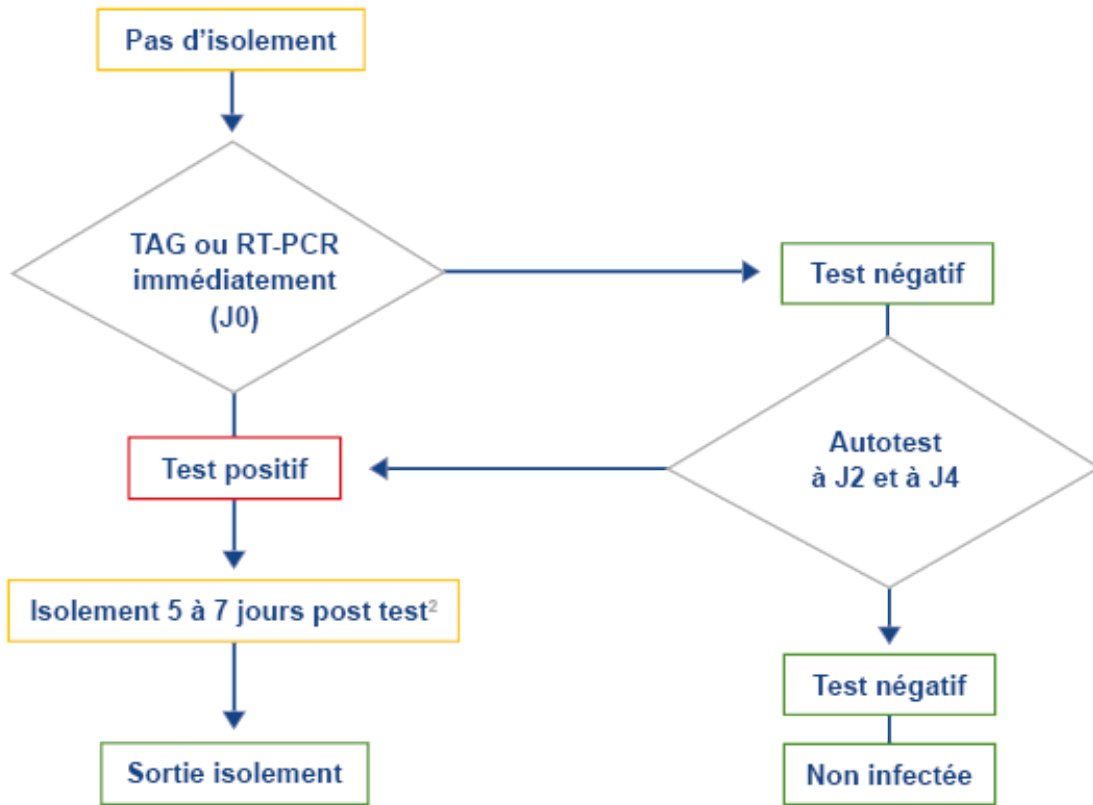 Pas d'isolement
TAG ou RT-PCR
immédiatement
(J0)
Test négatif
Test positif
Autotest
à J2 et à J4
Isolement 5 à 7 jours post test²
Test négatif
Sortie isolement
Non infectée